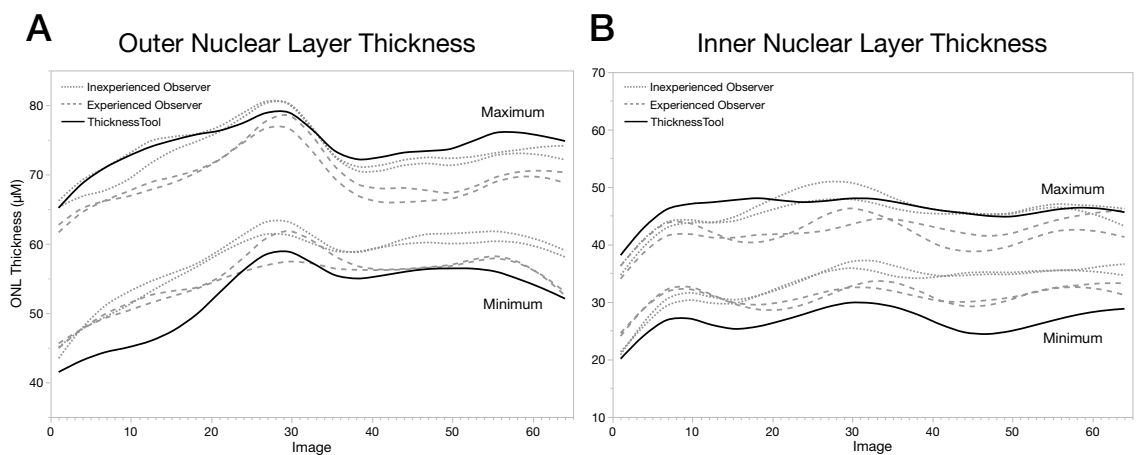 A
Outer Nuclear Layer Thickness
Inexperienced Observer
Experienced Observer
ThicknessTool
Maximum
Minimum
ONL Thickness (µM)
80
70
60
50
40
0 10 20 30 40 50 60
Image
B
Inner Nuclear Layer Thickness
Inexperienced Observer
Experienced Observer
ThicknessTool
Maximum
Minimum
70
60
50
40
30
20
10
0 10 20 30 40 50 60
Image